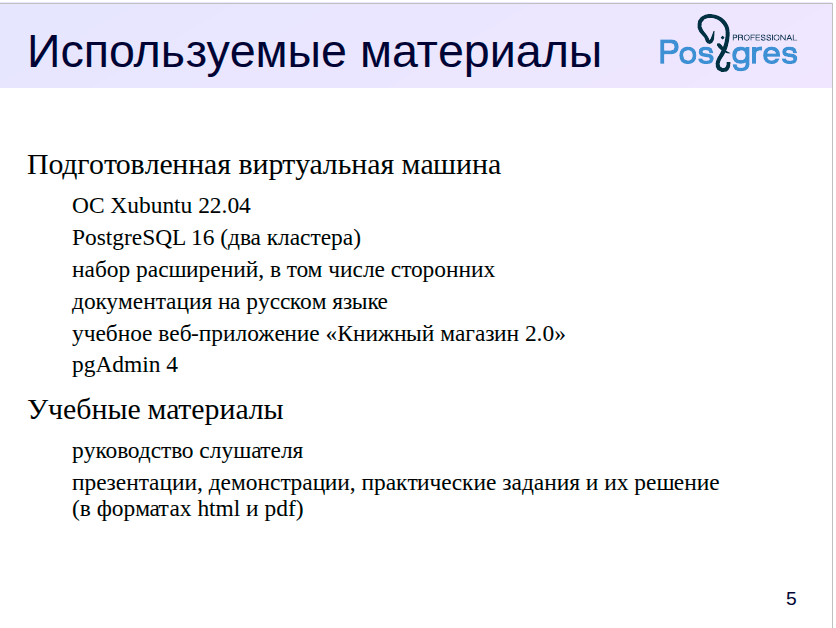 Используемые материалы
PROFESSIONAL
Postgres
Подготовленная виртуальная машина
ОС Xubuntu 22.04
PostgreSQL 16 (два кластера)
набор расширений, в том числе сторонних
документация на русском языке
учебное веб-приложение «Книжный магазин 2.0»
pgAdmin 4
Учебные материалы
руководство слушателя
презентации, демонстрации, практические задания и их решение
(в форматах html и pdf)
5